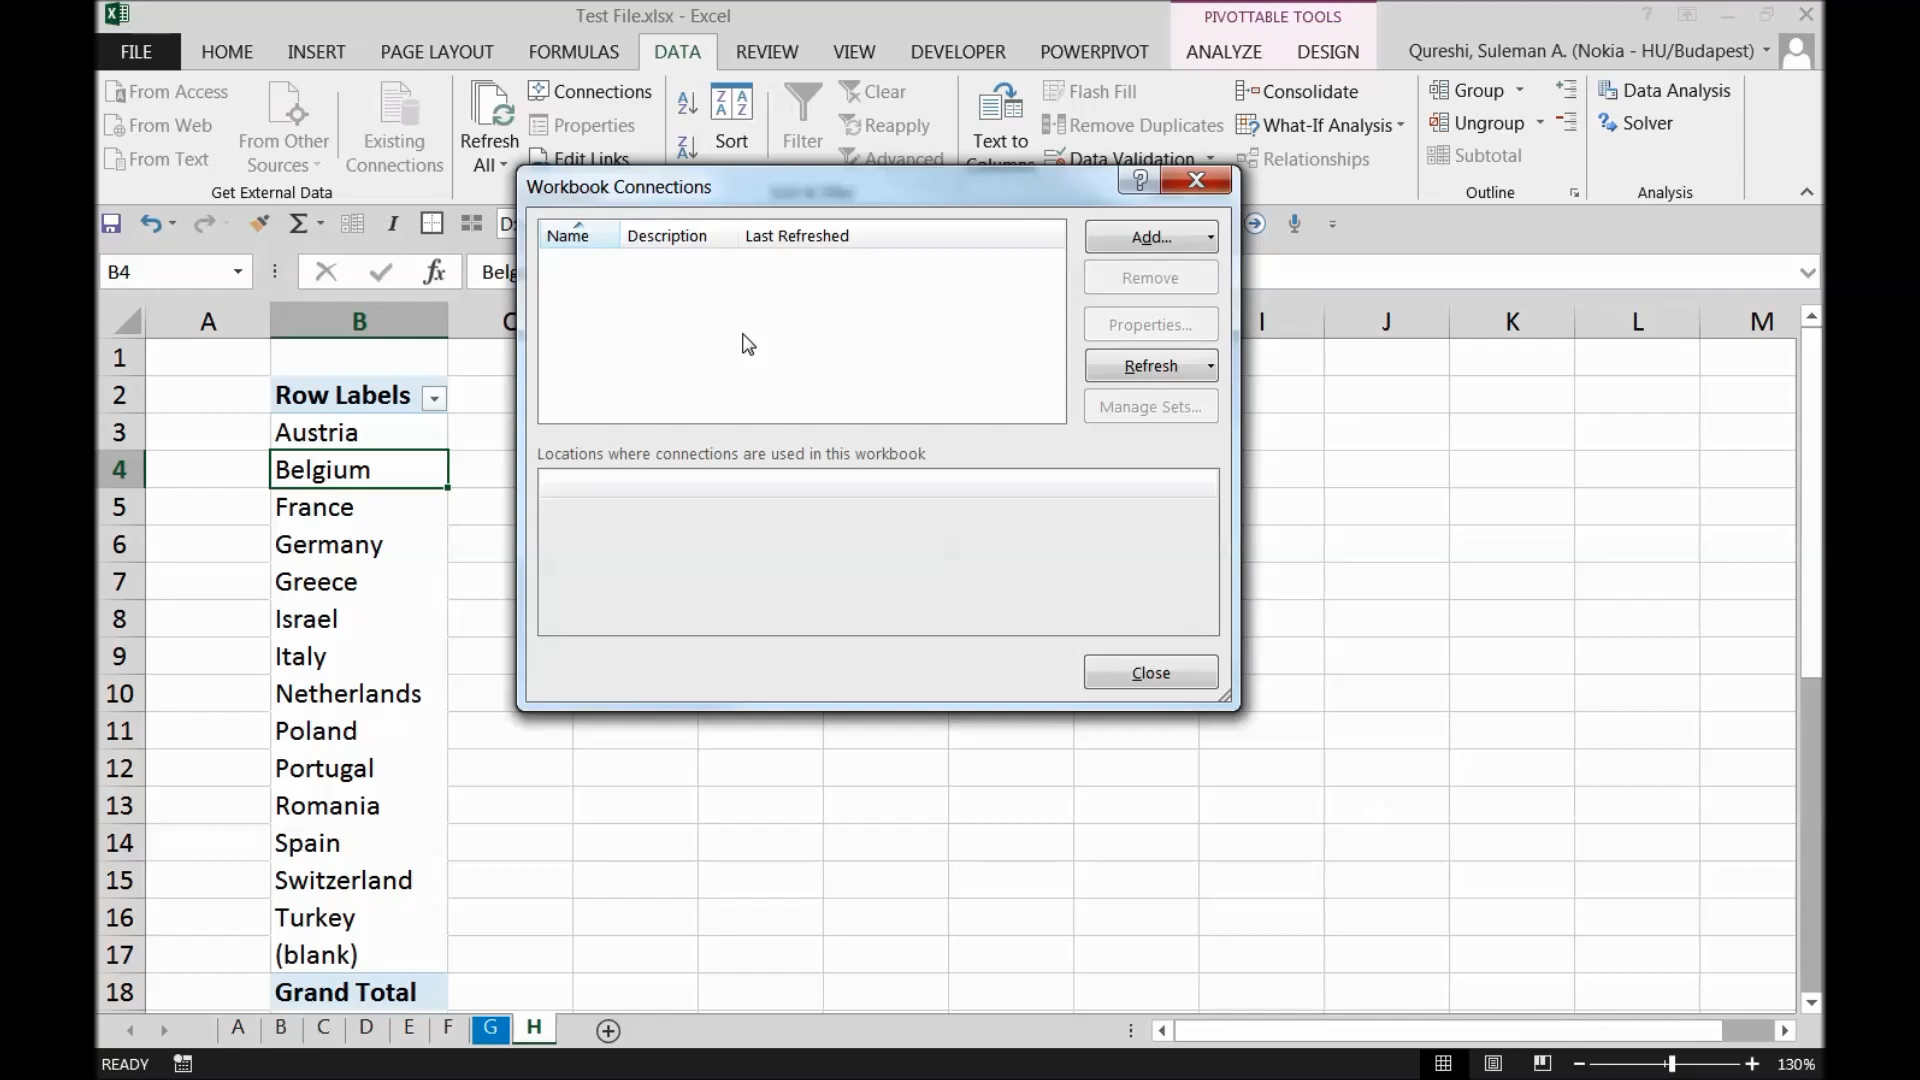 Test File.xlsx - Excel
PIVOTTABLE TOOLS
FILE HOME INSERT PAGE LAYOUT FORMULAS DATA REVIEW VIEW DEVELOPER POWERPIVOT ANALYZE DESIGN
Qureshi, Suleman A. (Nokia - HU/Budapest)
From Access
From Web
From Text
From Other
Sources
Existing
Connections
Get External Data
Refresh
All
Connections
Properties
Edit Links
Sort
Filter
Clear
Reapply
Advanced
Text to
Columns
Flash Fill
Remove Duplicates
Data Validation
Consolidate
What-If Analysis
Relationships
Group
Ungroup
Subtotal
Outline
Data Analysis
Solver
Analysis
D:
B4
Belg
Workbook Connections
Name Description Last Refreshed
Add...
Remove
Properties...
Refresh
Manage Sets...
Locations where connections are used in this workbook
Close
A B C I J K L M
1
2 Row Labels
3 Austria
4 Belgium
5 France
6 Germany
7 Greece
8 Israel
9 Italy
10 Netherlands
11 Poland
12 Portugal
13 Romania
14 Spain
15 Switzerland
16 Turkey
17 (blank)
18 Grand Total
A B C D E F G H
READY
130%